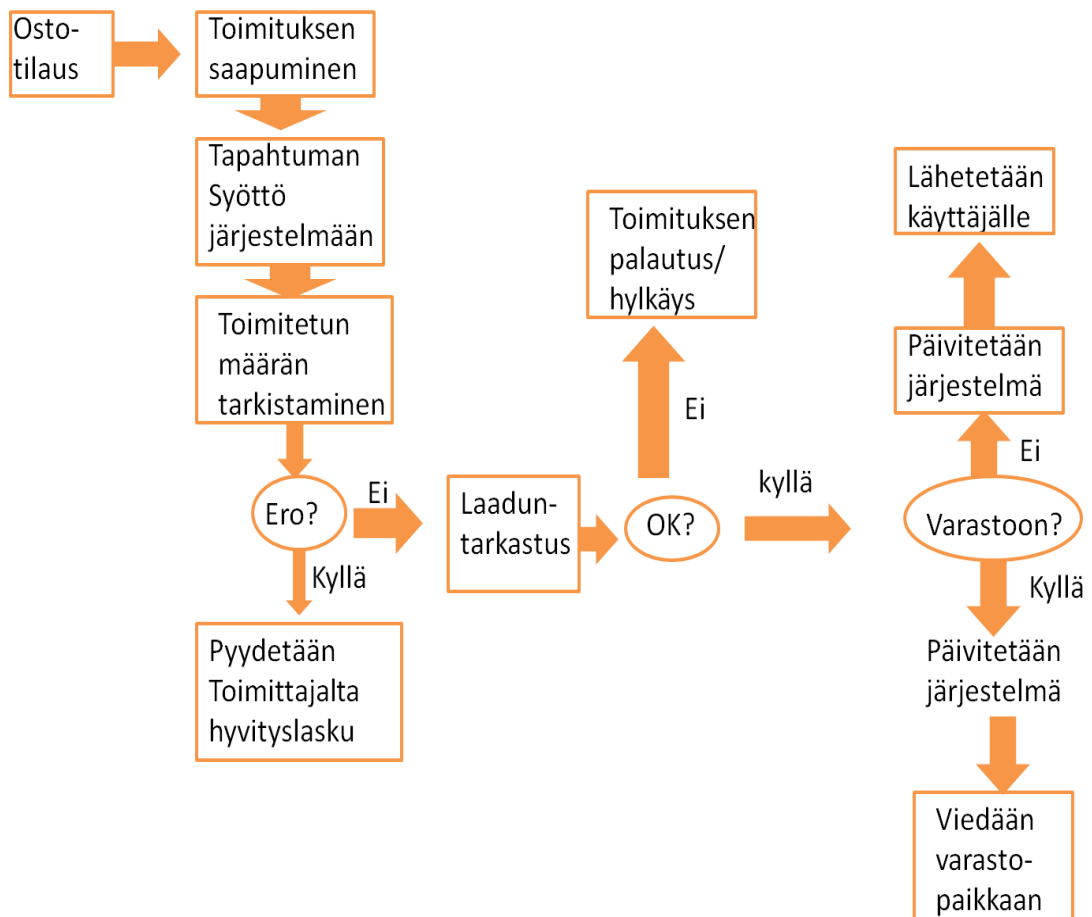 Osto-
tilaus
Toimituksen
saapuminen
Tapahtuman
Syöttö
järjestelmään
Toimitetun
määrän
tarkistaminen
Ero?
Ei
Kyllä
Pyydetään
Toimittajalta
hyvityslasku
Laadun-
tarkastus
OK?
Ei
Toimituksen
palautus/
hylkäys
kyllä
Varastoon?
Ei
Päivitetään
järjestelmä
Lähetetään
käyttäjälle
Kyllä
Päivitetään
järjestelmä
Viedään
varasto-
paikkaan